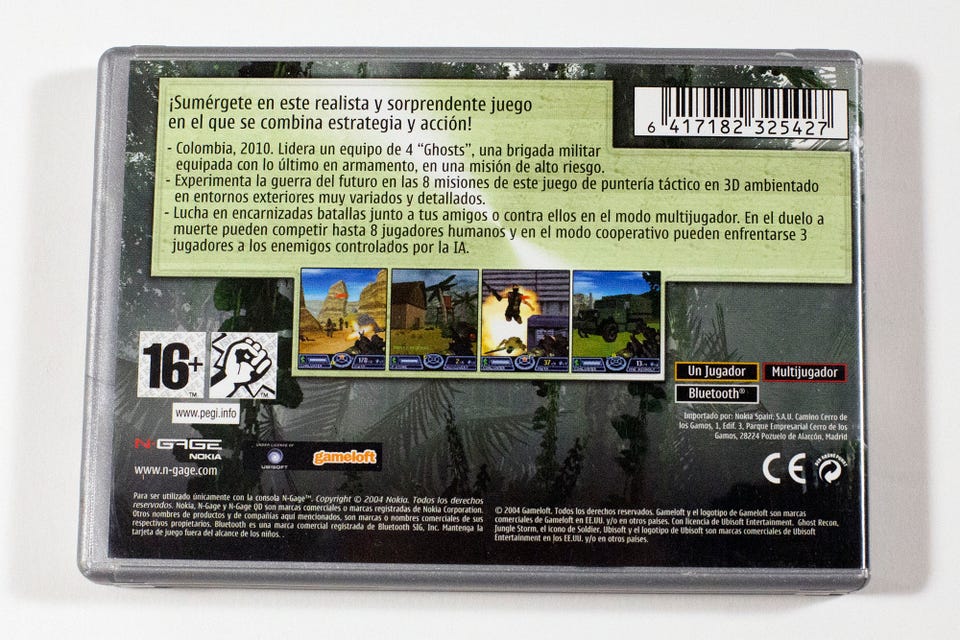 ¡Sumérgete en este realista y sorprendente juego
en el que se combina estrategia y acción!
6 417182 325427
- Colombia, 2010. Lidera un equipo de 4 “Ghosts”, una brigada militar
equipada con lo último en armamento, en una misión de alto riesgo.
- Experimenta la guerra del futuro en las 8 misiones de este juego de puntería táctico en 3D ambientado
en entornos exteriores muy variados y detallados.
- Lucha en encarnizadas batallas junto a tus amigos o contra ellos en el modo multijugador. En el duelo a
muerte pueden competir hasta 8 jugadores humanos y en el modo cooperativo pueden enfrentarse 3
jugadores a los enemigos controlados por la IA.
16+
TM
TM
www.pegi.info
Un Jugador
Multijugador
Bluetooth®
Importado por: Nokia Spain, S.A.U. Camino Cerro de
los Gamos, 1, Edif. 3, Parque Empresarial Cerro de los
Gamos, 28224 Pozuelo de Alarcón, Madrid
CE
N-GAGE
NOKIA
www.n-gage.com
UNDER LICENSE OF
UBISOFT
gameloft
Para ser utilizado únicamente con la consola N-Gage™. Copyright © 2004 Nokia. Todos los derechos
reservados. Nokia, N-Gage y N-Gage QD son marcas comerciales o marcas registradas de Nokia Corporation.
Otros nombres de productos y de compañías aquí mencionados, son marcas o nombres comerciales de sus
respectivos propietarios. Bluetooth es una marca comercial registrada de Bluetooth SIG, Inc. Mantenga la
tarjeta de juego fuera del alcance de los niños.
© 2004 Gameloft. Todos los derechos reservados. Gameloft y el logotipo de Gameloft son marcas
comerciales de Gameloft en EE.UU. y/o en otros países. Con licencia de Ubisoft Entertainment. Ghost Recon,
Jungle Storm, el icono de Soldier, Ubisoft y el logotipo de Ubisoft son marcas comerciales de Ubisoft
Entertainment en los EE.UU. y/o en otros países.